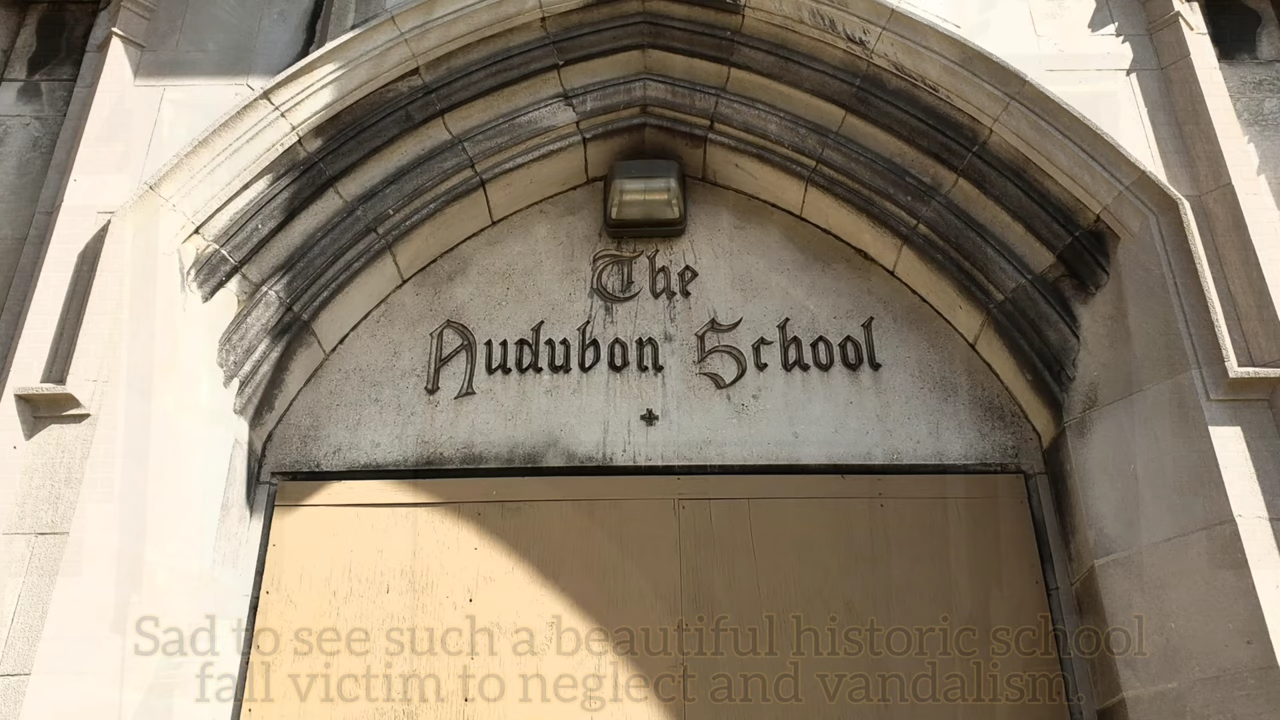 The
Audubon School
Sad to see such a beautiful historic school
fall victim to neglect and vandalism.